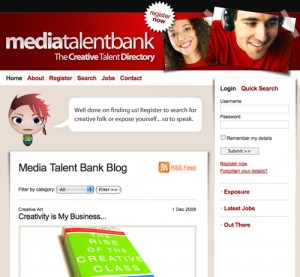 register
now
mediatalentbank
The Creative Talent Directory
Home About Register Search Jobs Contact
Login Quick Search
Username
Password
Remember my details
Submit >>
Register now
Forgotten your details?
Well done on finding us! Register to search for
creative folk or expose yourself... so to speak.
Media Talent Bank Blog
RSS Feed
Filter by category: All Filter >>
Creative Art
1 Dec 2008
Creativity is My Business...
THE
RISE OF
THE
CREATIVE
CLASS
Exposure
Latest Jobs
Out There